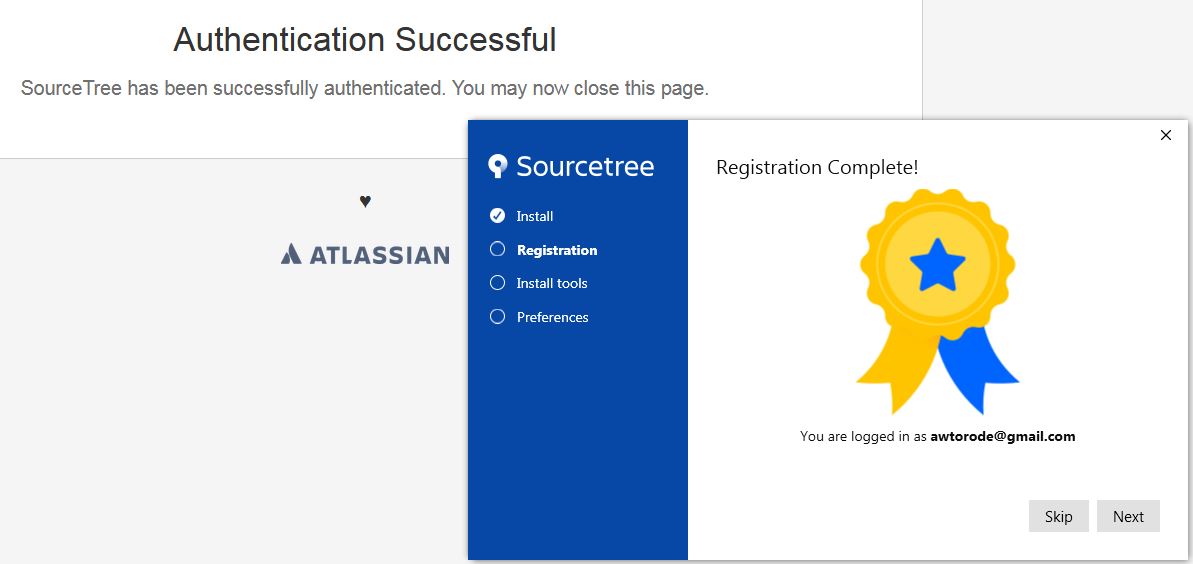 Authentication Successful
SourceTree has been successfully authenticated. You may now close this page.
♥
ATLASSIAN
Sourcetree
Install
Registration
Install tools
Preferences
Registration Complete!
You are logged in as awtorode@gmail.com
Skip
Next